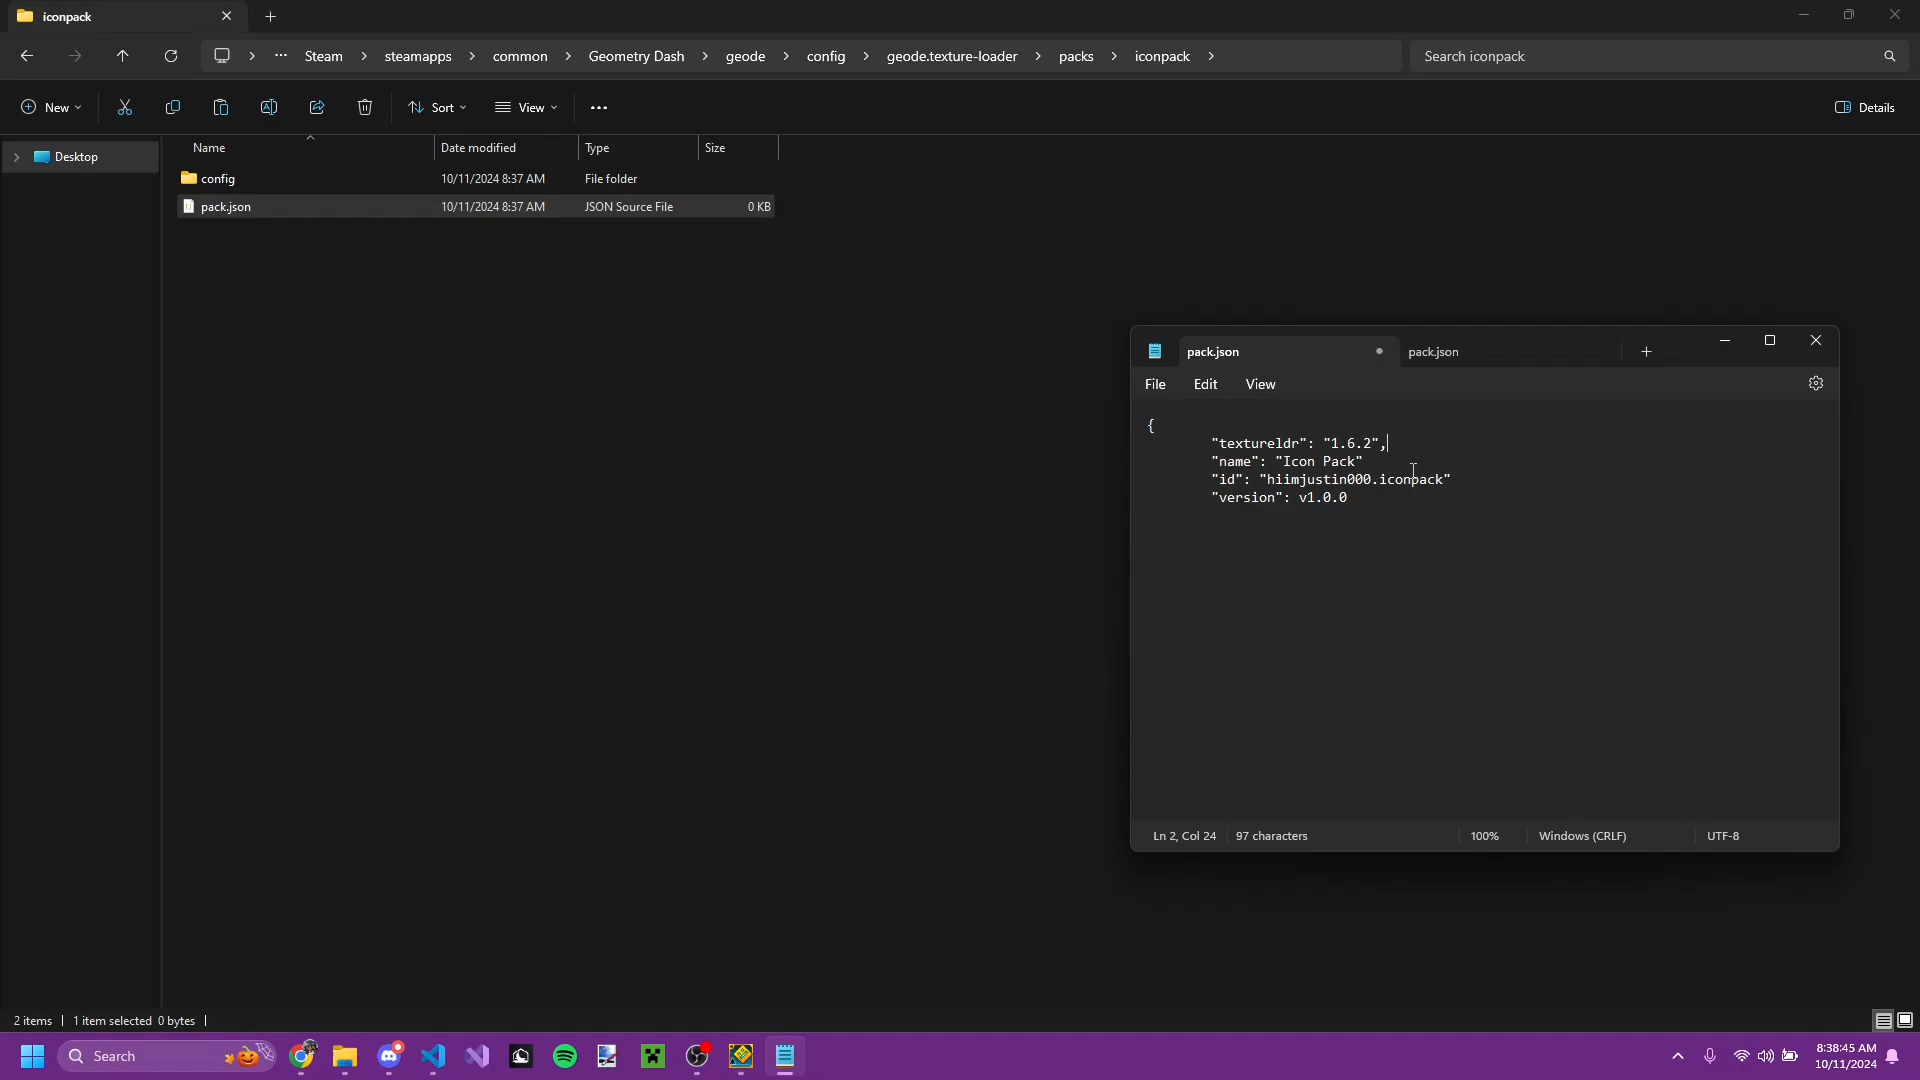 iconpack
Steam steamapps common Geometry Dash geode config geode.texture-loader packs iconpack
Search iconpack
New Sort View Details
Desktop
Name Date modified Type Size
config 10/11/2024 8:37 AM File folder
pack.json 10/11/2024 8:37 AM JSON Source File 0 KB
pack.json pack.json
File Edit View
{
"textureldr": "1.6.2",
"name": "Icon Pack"
"id": "hiimjustin000.iconpack"
"version": v1.0.0
Ln 2, Col 24 97 characters 100% Windows (CRLF) UTF-8
2 items 1 item selected 0 bytes
Search
8:38:45 AM
10/11/2024